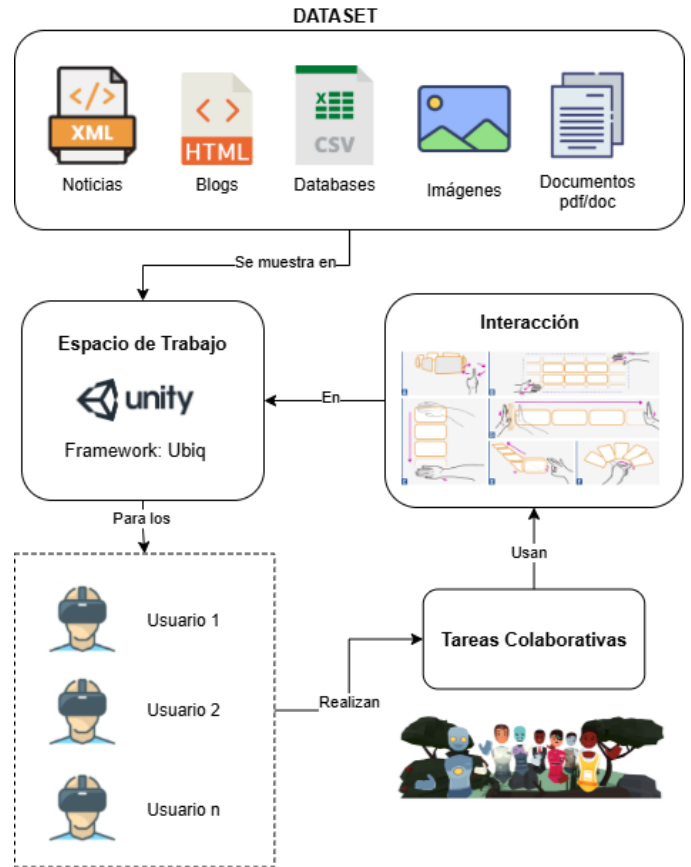 DATASET
</>
XML
Noticias
< >
HTML
Blogs
X
CSV
Databases
Imágenes
Documentos
pdf/doc
Se muestra en
Espacio de Trabajo
unity
Framework: Ubiq
Interacción
A
B
C
D
E
F
En
Para los
Usuario 1
Usuario 2
Usuario n
Realizan
Tareas Colaborativas
Usan